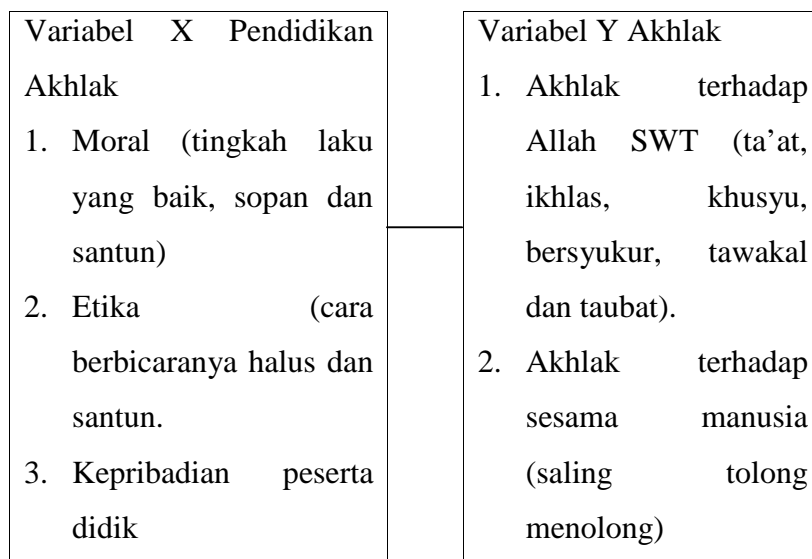 Variabel X Pendidikan
Akhlak
1. Moral (tingkah laku
yang baik, sopan dan
santun)
2. Etika (cara
berbicaranya halus dan
santun.
3. Kepribadian peserta
didik
Variabel Y Akhlak
1. Akhlak terhadap
Allah SWT (ta’at,
ikhlas, khusyu,
bersyukur, tawakal
dan taubat).
2. Akhlak terhadap
sesama manusia
(saling tolong
menolong)